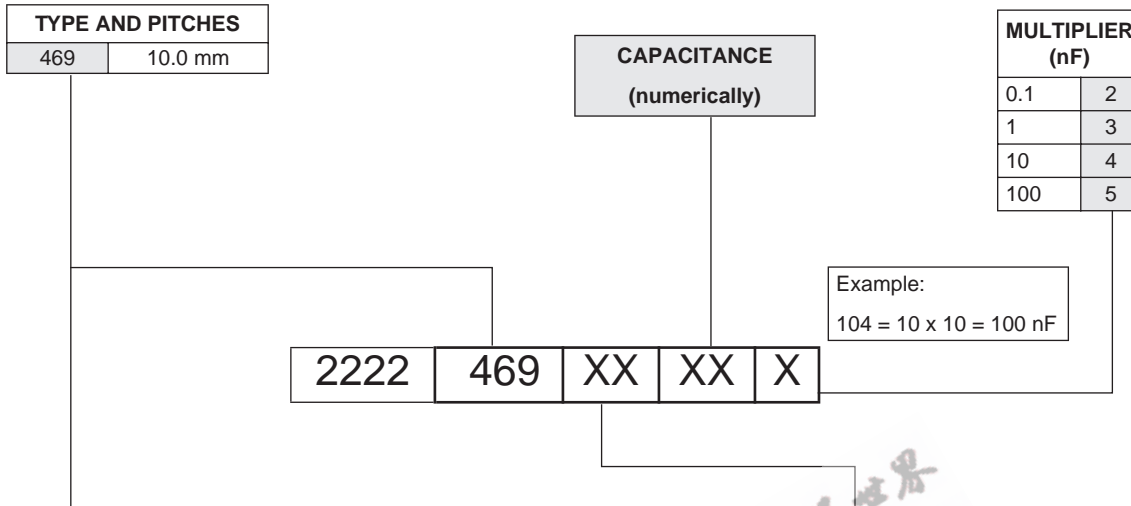 TYPE AND PITCHES
469 10.0 mm
CAPACITANCE
(numerically)
MULTIPLIER
(nF)
0.1 2
1 3
10 4
100 5
Example:
104 = 10 x 10 = 100 nF
2222 469 XX XX X